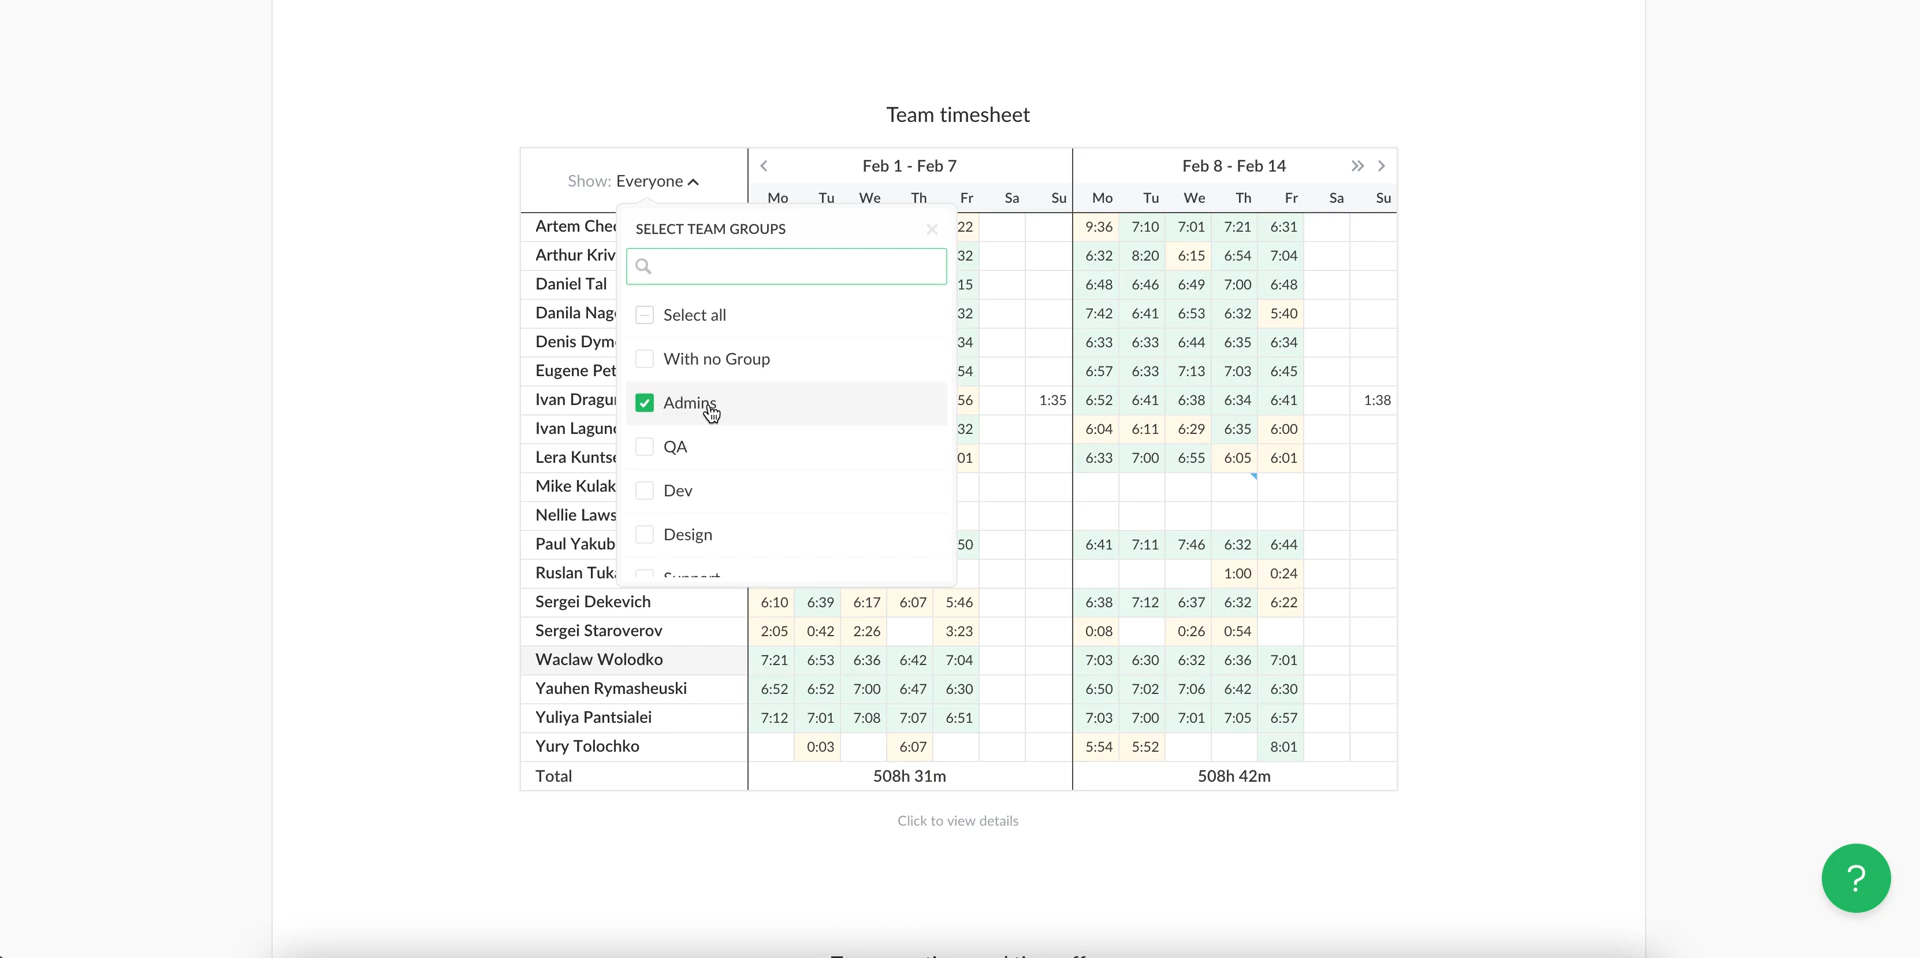 Team timesheet
Show: Everyone
Feb 1 - Feb 7
Feb 8 - Feb 14
Mo Tu We Th Fr Sa Su Mo Tu We Th Fr Sa Su
SELECT TEAM GROUPS
Select all
With no Group
Admins
QA
Dev
Design
Artem 22 9:36 7:10 7:01 7:21 6:31
Arthur 32 6:32 8:20 6:15 6:54 7:04
Daniel Tal 15 6:48 6:46 6:49 7:00 6:48
Danila 32 7:42 6:41 6:53 6:32 5:40
Denis 34 6:33 6:33 6:44 6:35 6:34
Eugene 54 6:57 6:33 7:13 7:03 6:45
Ivan 56 1:35 6:52 6:41 6:38 6:34 6:41 1:38
Ivan 32 6:04 6:11 6:29 6:35 6:00
Lera 01 6:33 7:00 6:55 6:05 6:01
Mike
Nellie
Paul 50 6:41 7:11 7:46 6:32 6:44
Ruslan 1:00 0:24
Sergei Dekevich 6:10 6:39 6:17 6:07 5:46 6:38 7:12 6:37 6:32 6:22
Sergei Staroverov 2:05 0:42 2:26 3:23 0:08 0:26 0:54
Waclaw Wolodko 7:21 6:53 6:36 6:42 7:04 7:03 6:30 6:32 6:36 7:01
Yauhen Rymasheuski 6:52 6:52 7:00 6:47 6:30 6:50 7:02 7:06 6:42 6:30
Yuliya Pantsialei 7:12 7:01 7:08 7:07 6:51 7:03 7:00 7:01 7:05 6:57
Yury Tolochko 0:03 6:07 5:54 5:52 8:01
Total 508h 31m 508h 42m
Click to view details
?